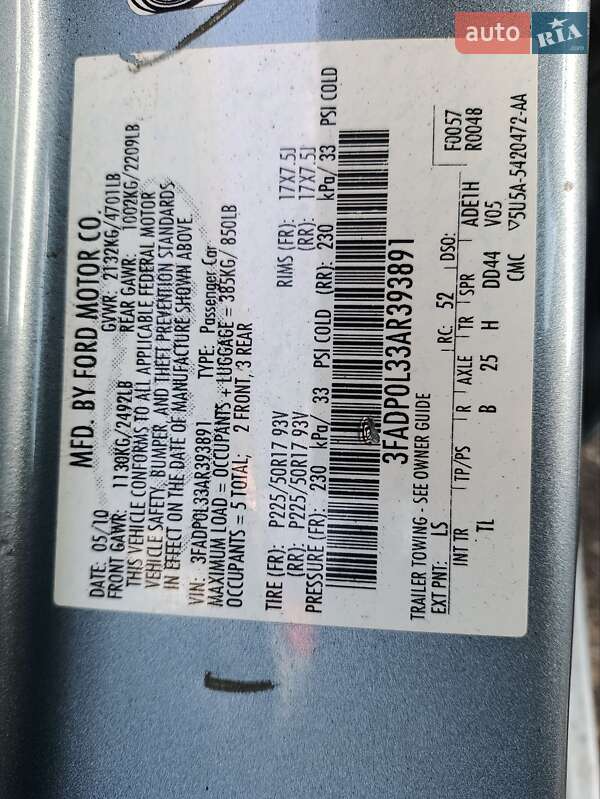 auto RIA
MFD. BY FORD MOTOR CO.
DATE: 05/10 GVWR: 2132KG/4701LB
FRONT GAWR: 1130KG/2492LB REAR GAWR: 1002KG/2209LB
THIS VEHICLE CONFORMS TO ALL APPLICABLE FEDERAL MOTOR
VEHICLE SAFETY, BUMPER, AND THEFT PREVENTION STANDARDS
IN EFFECT ON THE DATE OF MANUFACTURE SHOWN ABOVE.
VIN: 3FADP0L33AR393891 TYPE: Passenger Car
MAXIMUM LOAD = OCCUPANTS + LUGGAGE = 385KG/ 850LB
OCCUPANTS = 5 TOTAL; 2 FRONT, 3 REAR
TIRE (FR): P225/50R17 93V RIMS (FR): 17X7.5J
(RR): P225/50R17 93V (RR): 17X7.5J
PRESSURE (FR): 230 kPa/ 33 PSI COLD (RR): 230 kPa/ 33 PSI COLD
3FADP0L33AR393891
TRAILER TOWING - SEE OWNER GUIDE
F0057
R0048
EXT PNT: LS RC: 52 DSO:
INT TR TP/PS R AXLE TR SPR ADETH
TL B 25 H DD44 V05
CMC ▽5U5A-5420472-AA